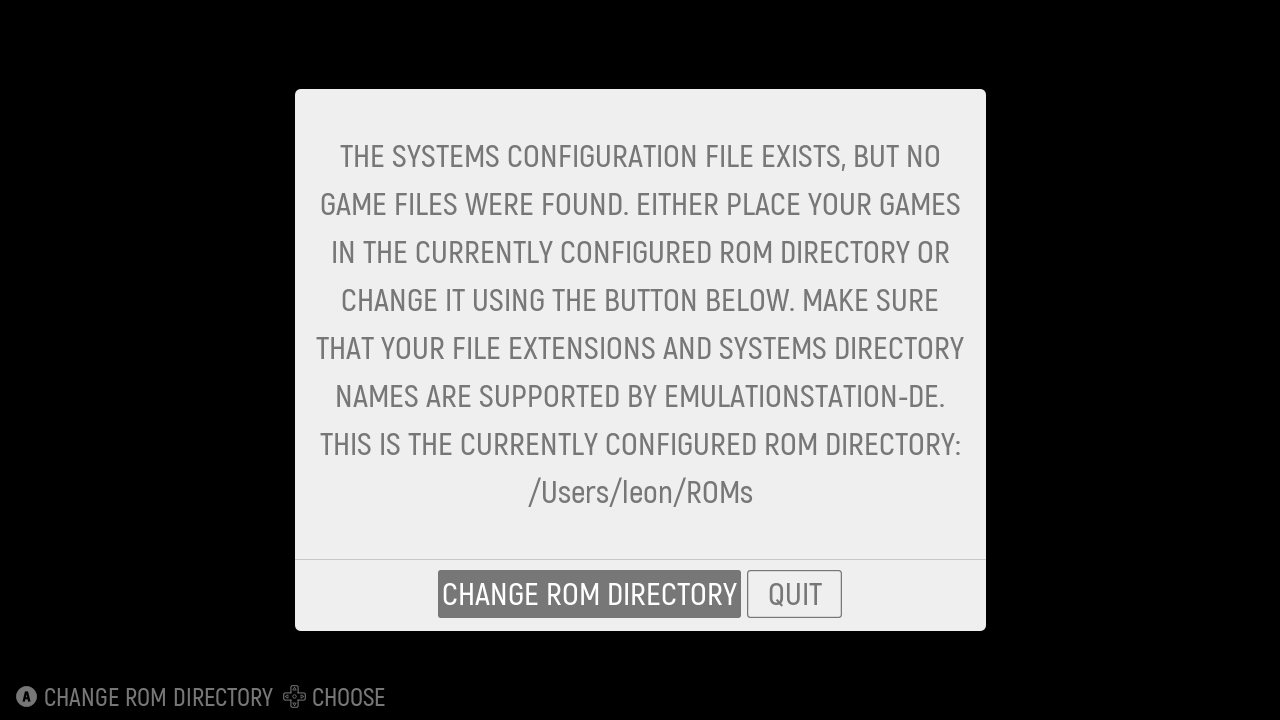 THE SYSTEMS CONFIGURATION FILE EXISTS, BUT NO
GAME FILES WERE FOUND. EITHER PLACE YOUR GAMES
IN THE CURRENTLY CONFIGURED ROM DIRECTORY OR
CHANGE IT USING THE BUTTON BELOW. MAKE SURE
THAT YOUR FILE EXTENSIONS AND SYSTEMS DIRECTORY
NAMES ARE SUPPORTED BY EMULATIONSTATION-DE.
THIS IS THE CURRENTLY CONFIGURED ROM DIRECTORY:
/Users/leon/ROMs
CHANGE ROM DIRECTORY QUIT
A CHANGE ROM DIRECTORY CHOOSE